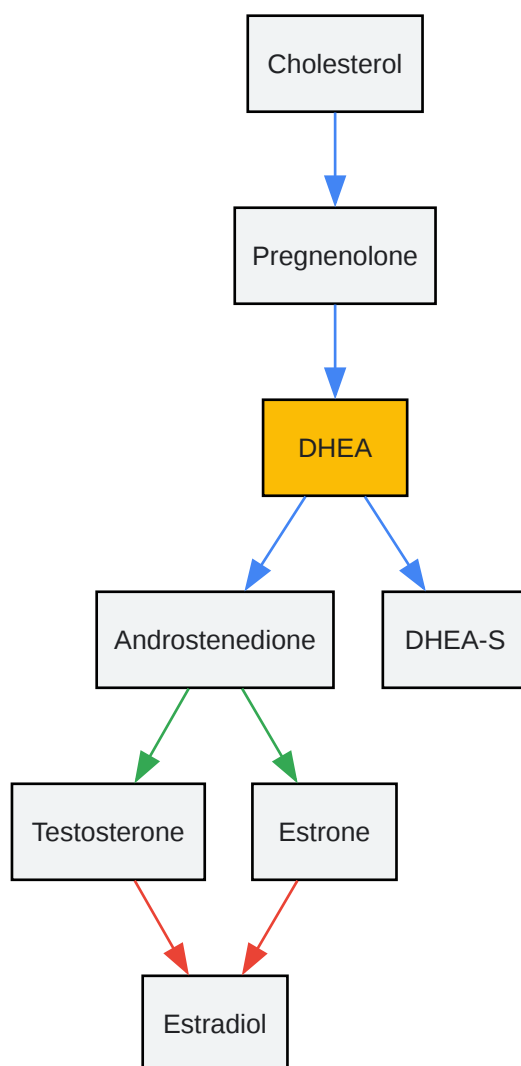 Cholesterol
Pregnenolone
DHEA
Androstenedione
DHEA-S
Testosterone
Estrone
Estradiol